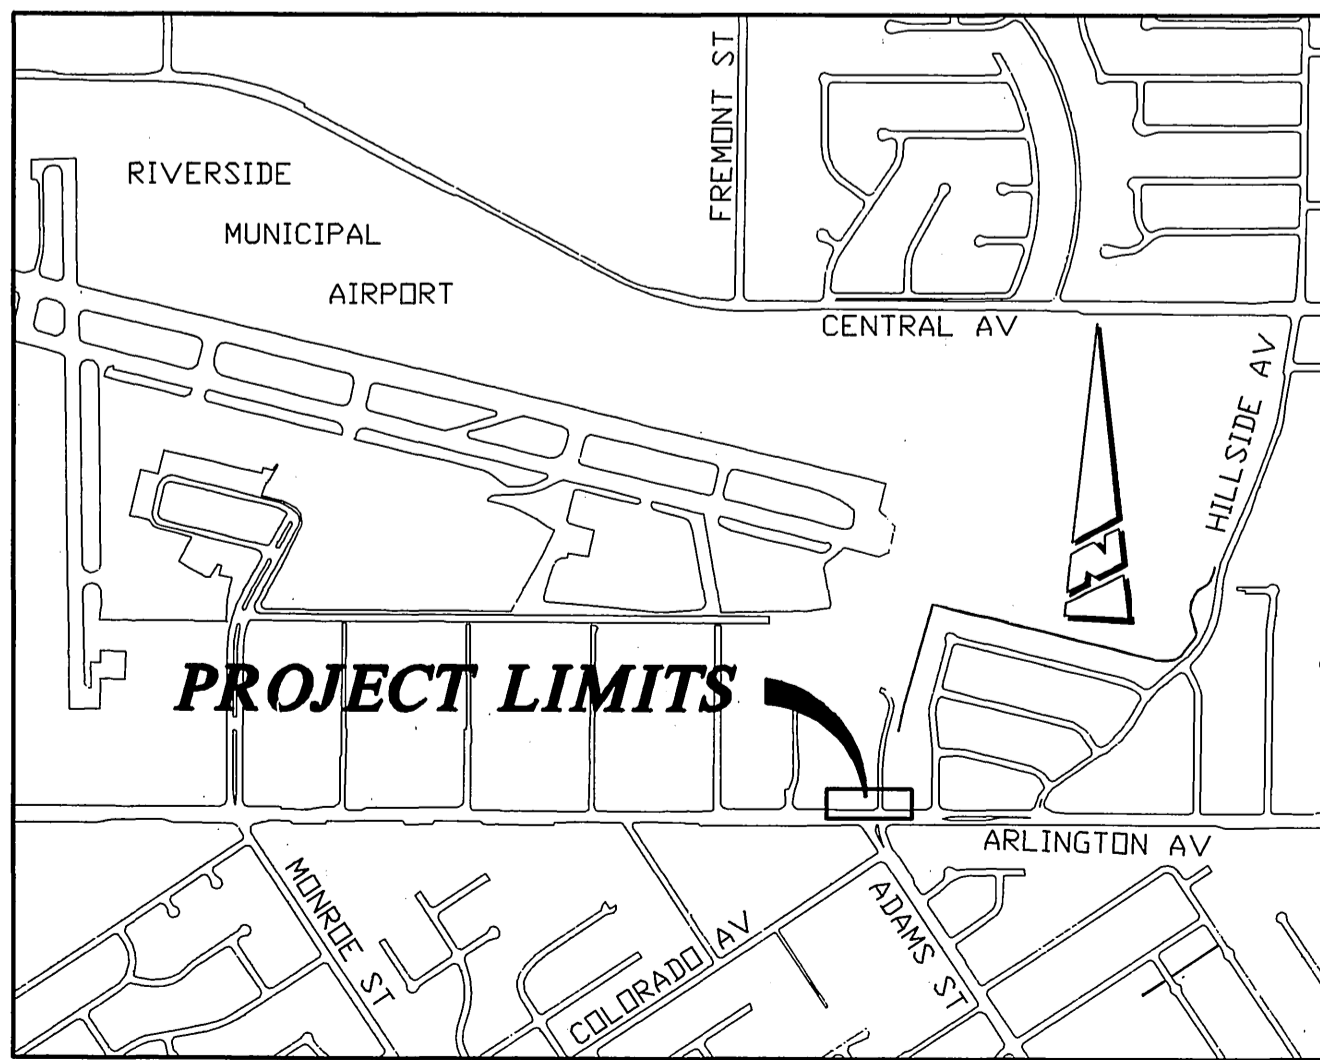 FREMONT ST
RIVERSIDE
MUNICIPAL
AIRPORT
CENTRAL AV
HILLSIDE AV
N
PROJECT LIMITS
ARLINGTON AV
MONROE ST
ADAMS ST
COLORADO AV